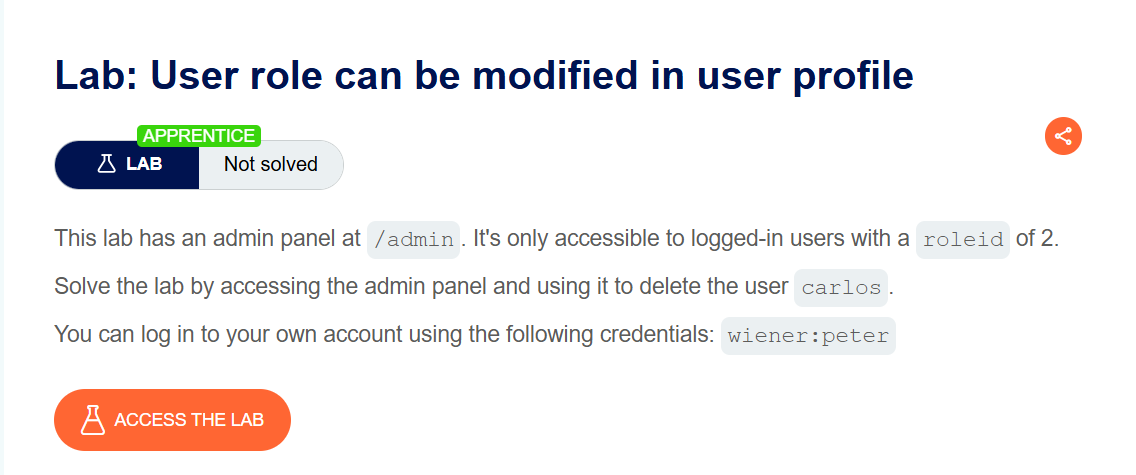 Lab: User role can be modified in user profile
APPRENTICE
LAB Not solved
This lab has an admin panel at /admin. It's only accessible to logged-in users with a roleid of 2.
Solve the lab by accessing the admin panel and using it to delete the user carlos.
You can log in to your own account using the following credentials: wiener:peter
ACCESS THE LAB